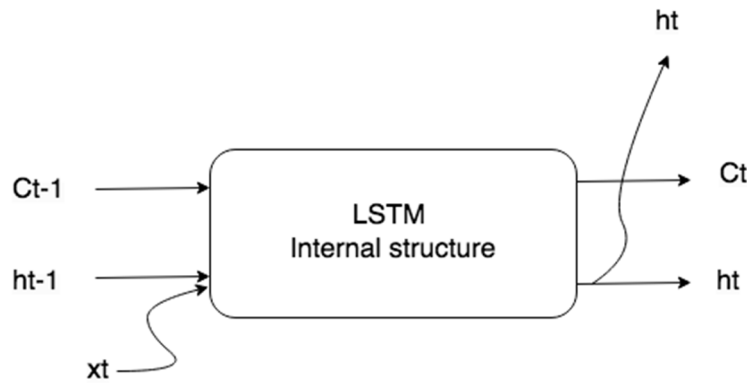 ht
Ct-1
Ct
LSTM
Internal structure
ht-1
ht
xt